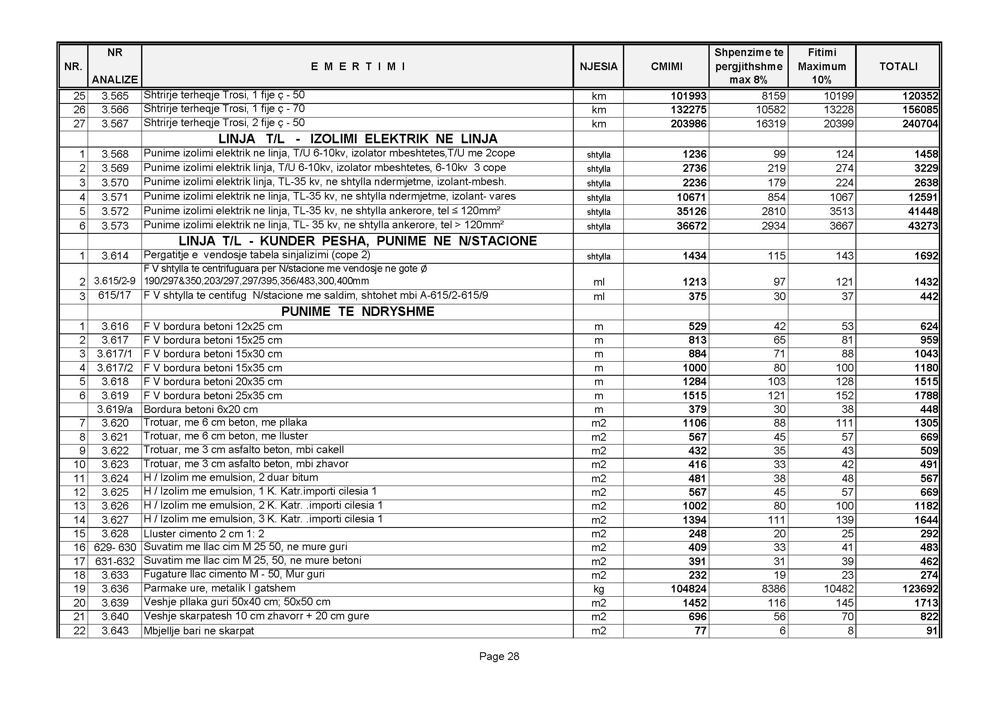 NR. NR ANALIZE E M E R T I M I NJESIA CMIMI Shpenzime te pergjithshme max 8% Fitimi Maximum 10% TOTALI
25 3.565 Shtrirje terheqje Trosi, 1 fije ç - 50 km 101993 8159 10199 120352
26 3.566 Shtrirje terheqje Trosi, 1 fije ç - 70 km 132275 10582 13228 156085
27 3.567 Shtrirje terheqje Trosi, 2 fije ç - 50 km 203986 16319 20399 240704
LINJA T/L - IZOLIMI ELEKTRIK NE LINJA
1 3.568 Punime izolimi elektrik ne linja, T/U 6-10kv, izolator mbeshtetes,T/U me 2cope shtylla 1236 99 124 1458
2 3.569 Punime izolimi elektrik linja, T/U 6-10kv, izolator mbeshtetes, 6-10kv 3 cope shtylla 2736 219 274 3229
3 3.570 Punime izolimi elektrik linja, TL-35 kv, ne shtylla ndermjetme, izolant-mbesh. shtylla 2236 179 224 2638
4 3.571 Punime izolimi elektrik ne linja, TL-35 kv, ne shtylla ndermjetme, izolant- vares shtylla 10671 854 1067 12591
5 3.572 Punime izolimi elektrik ne linja, TL-35 kv, ne shtylla ankerore, tel ≤ 120mm² shtylla 35126 2810 3513 41448
6 3.573 Punime izolimi elektrik ne linja, TL- 35 kv, ne shtylla ankerore, tel > 120mm² shtylla 36672 2934 3667 43273
LINJA T/L - KUNDER PESHA, PUNIME NE N/STACIONE
1 3.614 Pergatitje e vendosje tabela sinjalizimi (cope 2) shtylla 1434 115 143 1692
F V shtylla te centrifuguara per N/stacione me vendosje ne gote Ø
2 3.615/2-9 190/297&350,203/297,297/395,356/483,300,400mm ml 1213 97 121 1432
3 615/17 F V shtylla te centifug N/stacione me saldim, shtohet mbi A-615/2-615/9 ml 375 30 37 442
PUNIME TE NDRYSHME
1 3.616 F V bordura betoni 12x25 cm m 529 42 53 624
2 3.617 F V bordura betoni 15x25 cm m 813 65 81 959
3 3.617/1 F V bordura betoni 15x30 cm m 884 71 88 1043
4 3.617/2 F V bordura betoni 15x35 cm m 1000 80 100 1180
5 3.618 F V bordura betoni 20x35 cm m 1284 103 128 1515
6 3.619 F V bordura betoni 25x35 cm m 1515 121 152 1788
3.619/a Bordura betoni 6x20 cm m 379 30 38 448
7 3.620 Trotuar, me 6 cm beton, me pllaka m2 1106 88 111 1305
8 3.621 Trotuar, me 6 cm beton, me lluster m2 567 45 57 669
9 3.622 Trotuar, me 3 cm asfalto beton, mbi cakell m2 432 35 43 509
10 3.623 Trotuar, me 3 cm asfalto beton, mbi zhavor m2 416 33 42 491
11 3.624 H / Izolim me emulsion, 2 duar bitum m2 481 38 48 567
12 3.625 H / Izolim me emulsion, 1 K. Katr.importi cilesia 1 m2 567 45 57 669
13 3.626 H / Izolim me emulsion, 2 K. Katr. .importi cilesia 1 m2 1002 80 100 1182
14 3.627 H / Izolim me emulsion, 3 K. Katr. .importi cilesia 1 m2 1394 111 139 1644
15 3.628 Lluster cimento 2 cm 1: 2 m2 248 20 25 292
16 629- 630 Suvatim me llac cim M 25 50, ne mure guri m2 409 33 41 483
17 631-632 Suvatim me llac cim M 25, 50, ne mure betoni m2 391 31 39 462
18 3.633 Fugature llac cimento M - 50, Mur guri m2 232 19 23 274
19 3.636 Parmake ure, metalik I gatshem kg 104824 8386 10482 123692
20 3.639 Veshje pllaka guri 50x40 cm; 50x50 cm m2 1452 116 145 1713
21 3.640 Veshje skarpatesh 10 cm zhavorr + 20 cm gure m2 696 56 70 822
22 3.643 Mbjellje bari ne skarpat m2 77 6 8 91
Page 28